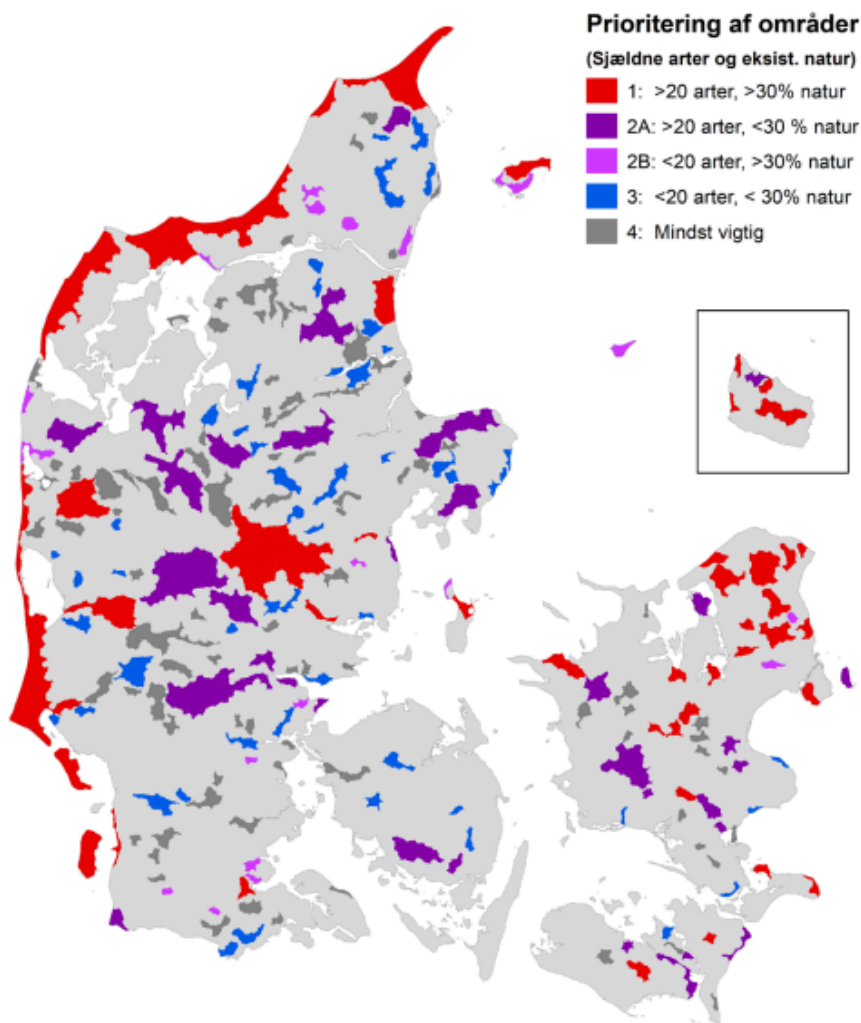 Prioritering af områder
(Sjældne arter og eksist. natur)
1: >20 arter, >30% natur
2A: >20 arter, <30 % natur
2B: <20 arter, >30% natur
3: <20 arter, < 30% natur
4: Mindst vigtig